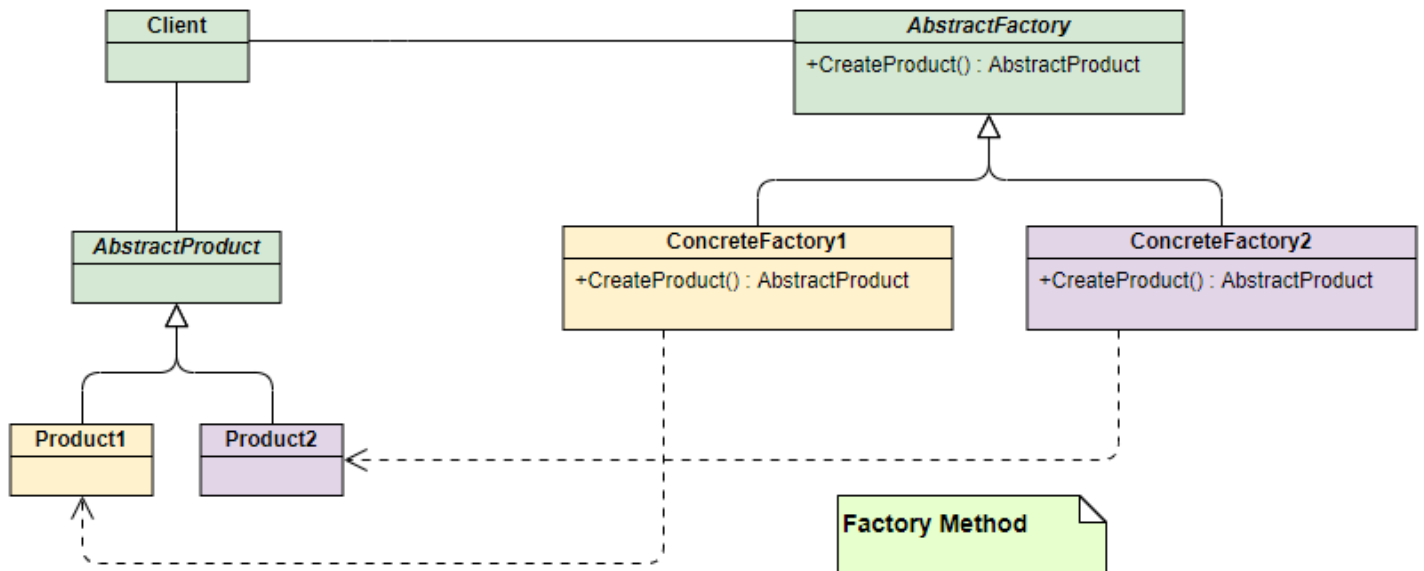 Client
AbstractFactory
+CreateProduct() : AbstractProduct
AbstractProduct
ConcreteFactory1
+CreateProduct() : AbstractProduct
ConcreteFactory2
+CreateProduct() : AbstractProduct
Product1
Product2
Factory Method